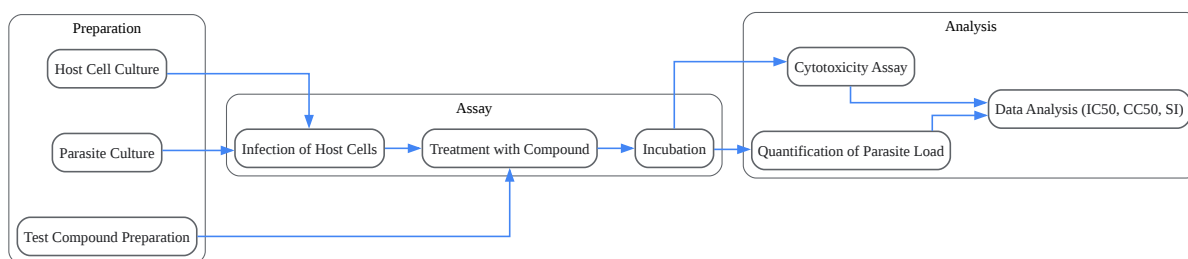 Preparation
Host Cell Culture
Parasite Culture
Test Compound Preparation
Assay
Infection of Host Cells
Treatment with Compound
Incubation
Analysis
Cytotoxicity Assay
Quantification of Parasite Load
Data Analysis (IC50, CC50, SI)